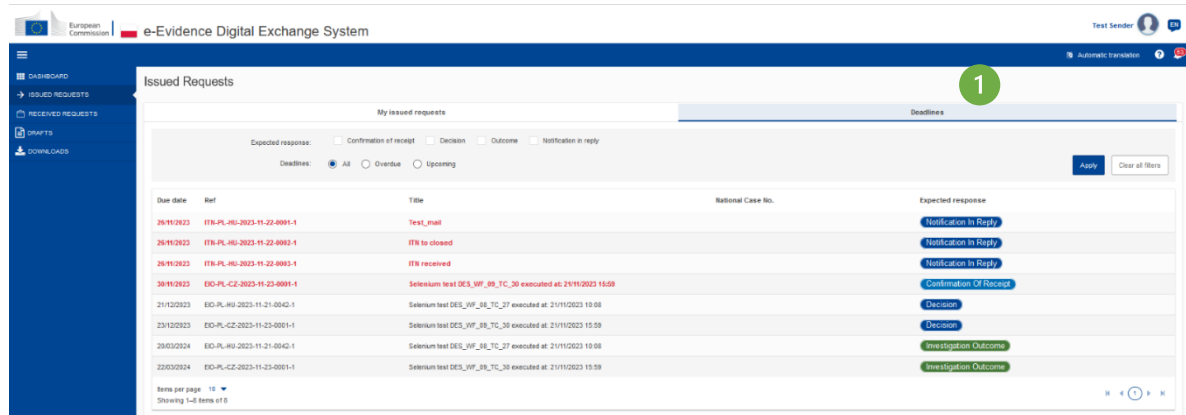 European Commission
e-Evidence Digital Exchange System
Test Sender
EN
Automatic translation
?
DASHBOARD
ISSUED REQUESTS
RECEIVED REQUESTS
DRAFTS
DOWNLOADS
Issued Requests
1
My issued requests Deadlines
Expected response: Confirmation of receipt Decision Outcome Notification in reply
Deadlines: All Overdue Upcoming
Apply Clear all filters
Due date Ref Title National Case No. Expected response
26/11/2023 ITN-PL-HU-2023-11-22-0001-1 Test_mail Notification In Reply
26/11/2023 ITN-PL-HU-2023-11-22-0002-1 ITN to closed Notification In Reply
26/11/2023 ITN-PL-HU-2023-11-22-0003-1 ITN received Notification In Reply
30/11/2023 EIO-PL-CZ-2023-11-23-0001-1 Selenium test DES_WF_09_TC_30 executed at: 21/11/2023 15:59 Confirmation Of Receipt
21/12/2023 EIO-PL-HU-2023-11-21-0042-1 Selenium test DES_WF_08_TC_27 executed at: 21/11/2023 10:08 Decision
23/12/2023 EIO-PL-CZ-2023-11-23-0001-1 Selenium test DES_WF_09_TC_30 executed at: 21/11/2023 15:59 Decision
20/03/2024 EIO-PL-HU-2023-11-21-0042-1 Selenium test DES_WF_08_TC_27 executed at: 21/11/2023 10:08 Investigation Outcome
22/03/2024 EIO-PL-CZ-2023-11-23-0001-1 Selenium test DES_WF_09_TC_30 executed at: 21/11/2023 15:59 Investigation Outcome
Items per page 10
Showing 1–8 items of 8
1